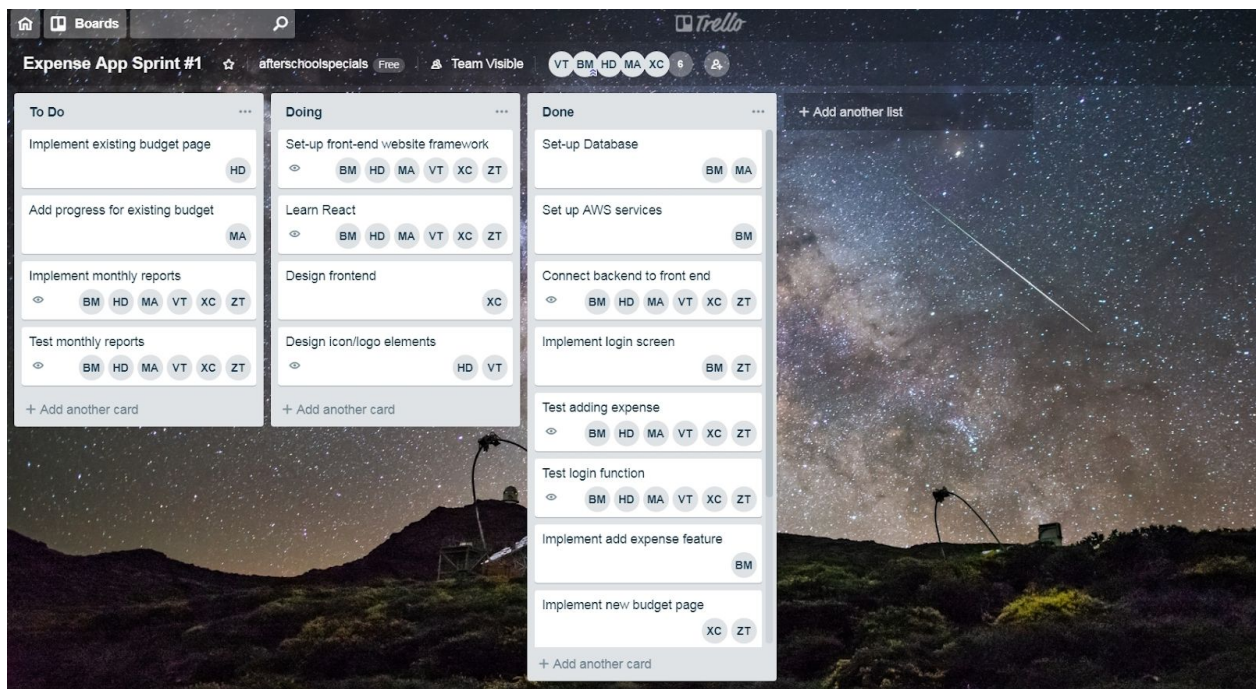 Boards
Trello
Expense App Sprint #1 afterschoolspecials Free Team Visible VT BM HD MA XC 6
To Do
Implement existing budget page
HD
Add progress for existing budget
MA
Implement monthly reports
BM HD MA VT XC ZT
Test monthly reports
BM HD MA VT XC ZT
+ Add another card
Doing
Set-up front-end website framework
BM HD MA VT XC ZT
Learn React
BM HD MA VT XC ZT
Design frontend
XC
Design icon/logo elements
HD VT
+ Add another card
Done
Set-up Database
BM MA
Set up AWS services
BM
Connect backend to front end
BM HD MA VT XC ZT
Implement login screen
BM ZT
Test adding expense
BM HD MA VT XC ZT
Test login function
BM HD MA VT XC ZT
Implement add expense feature
BM
Implement new budget page
XC ZT
+ Add another card
+ Add another list